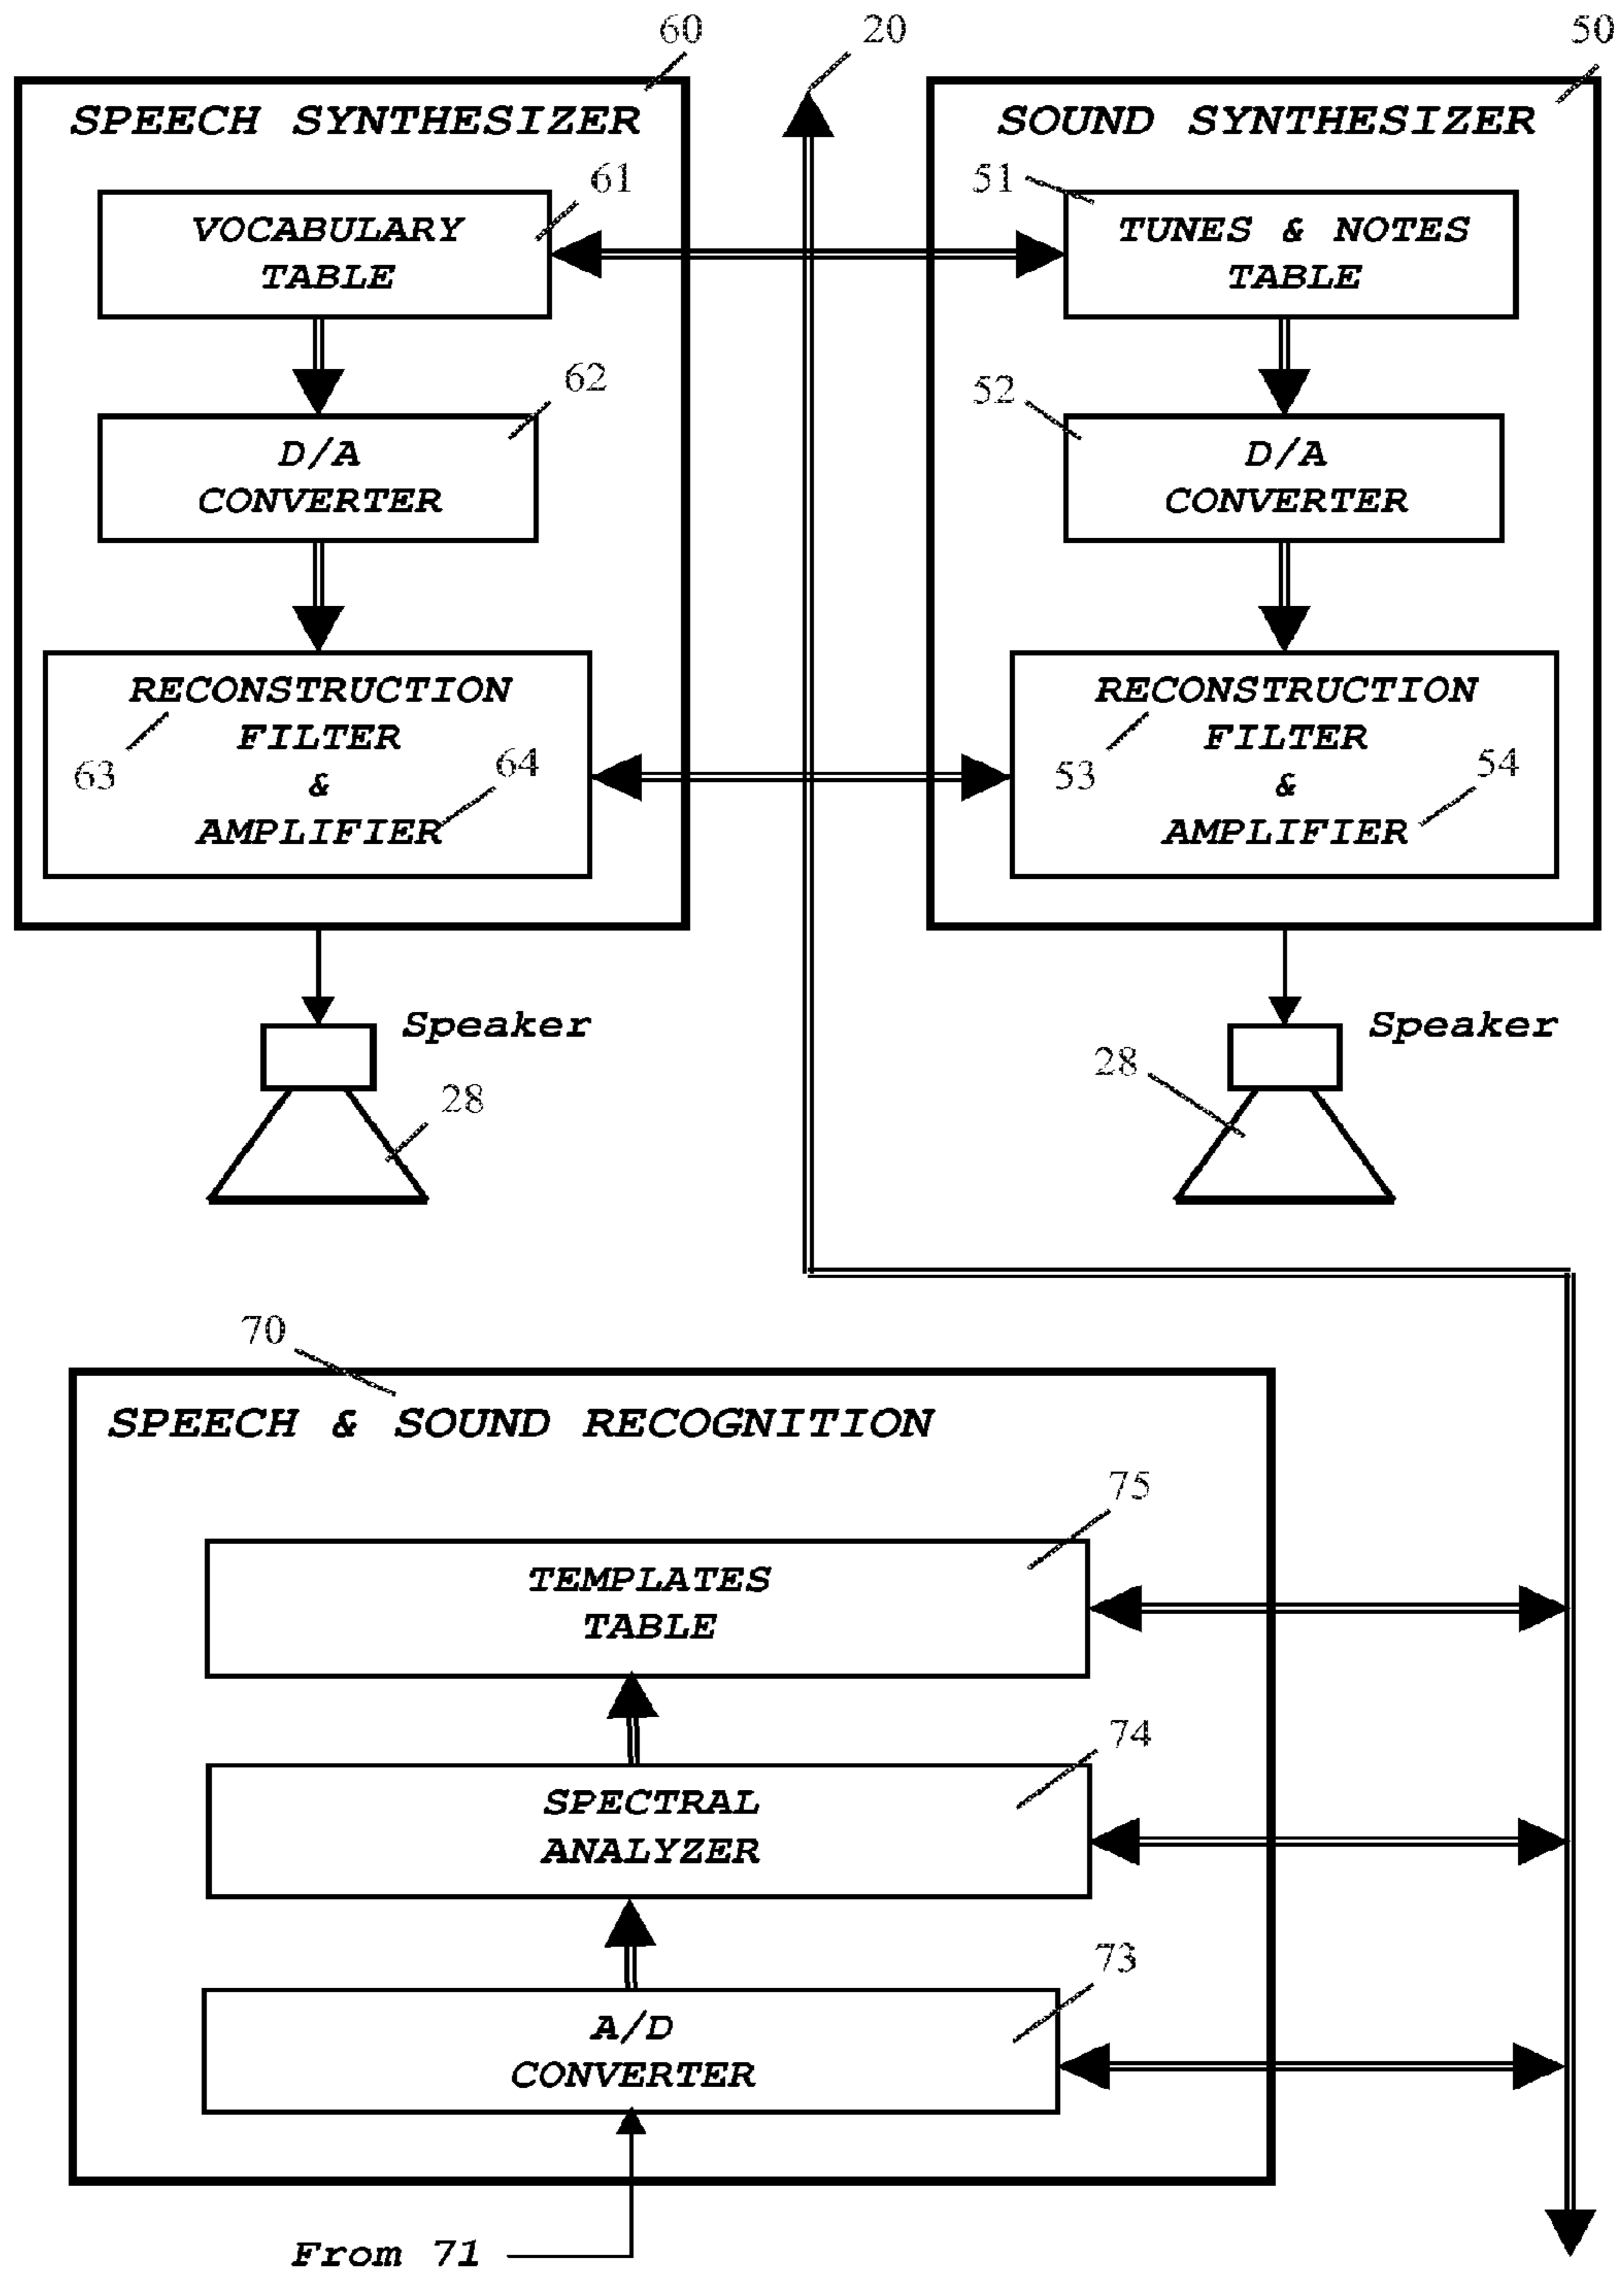 60
20
50
SPEECH SYNTHESIZER
SOUND SYNTHESIZER
61
51
VOCABULARY
TABLE
TUNES & NOTES
TABLE
62
52
D/A
CONVERTER
D/A
CONVERTER
RECONSTRUCTION
FILTER
&
AMPLIFIER
63
64
RECONSTRUCTION
FILTER
&
AMPLIFIER
53
54
Speaker
28
Speaker
28
70
SPEECH & SOUND RECOGNITION
75
TEMPLATES
TABLE
74
SPECTRAL
ANALYZER
73
A/D
CONVERTER
From 71